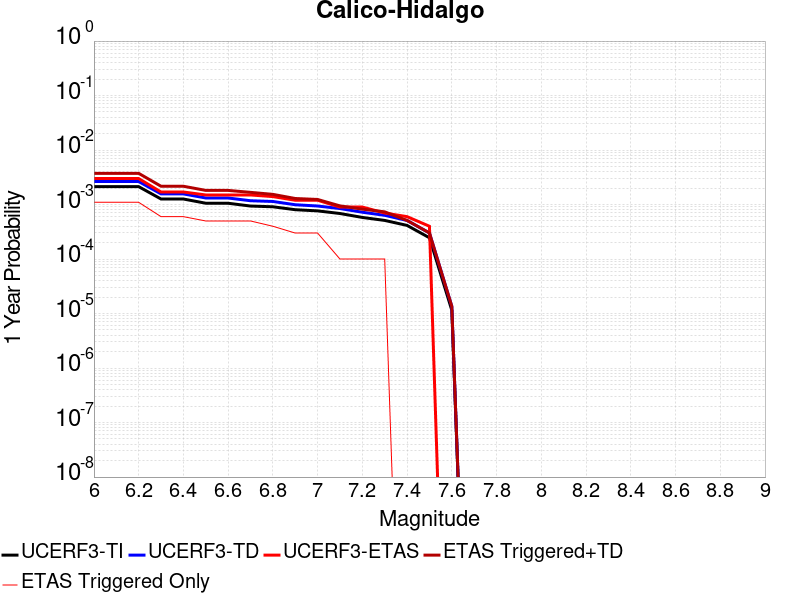 Calico-Hidalgo
1 Year Probability
10^0
10^-1
10^-2
10^-3
10^-4
10^-5
10^-6
10^-7
10^-8
6 6.2 6.4 6.6 6.8 7 7.2 7.4 7.6 7.8 8 8.2 8.4 8.6 8.8 9
Magnitude
UCERF3-TI UCERF3-TD UCERF3-ETAS ETAS Triggered+TD
ETAS Triggered Only